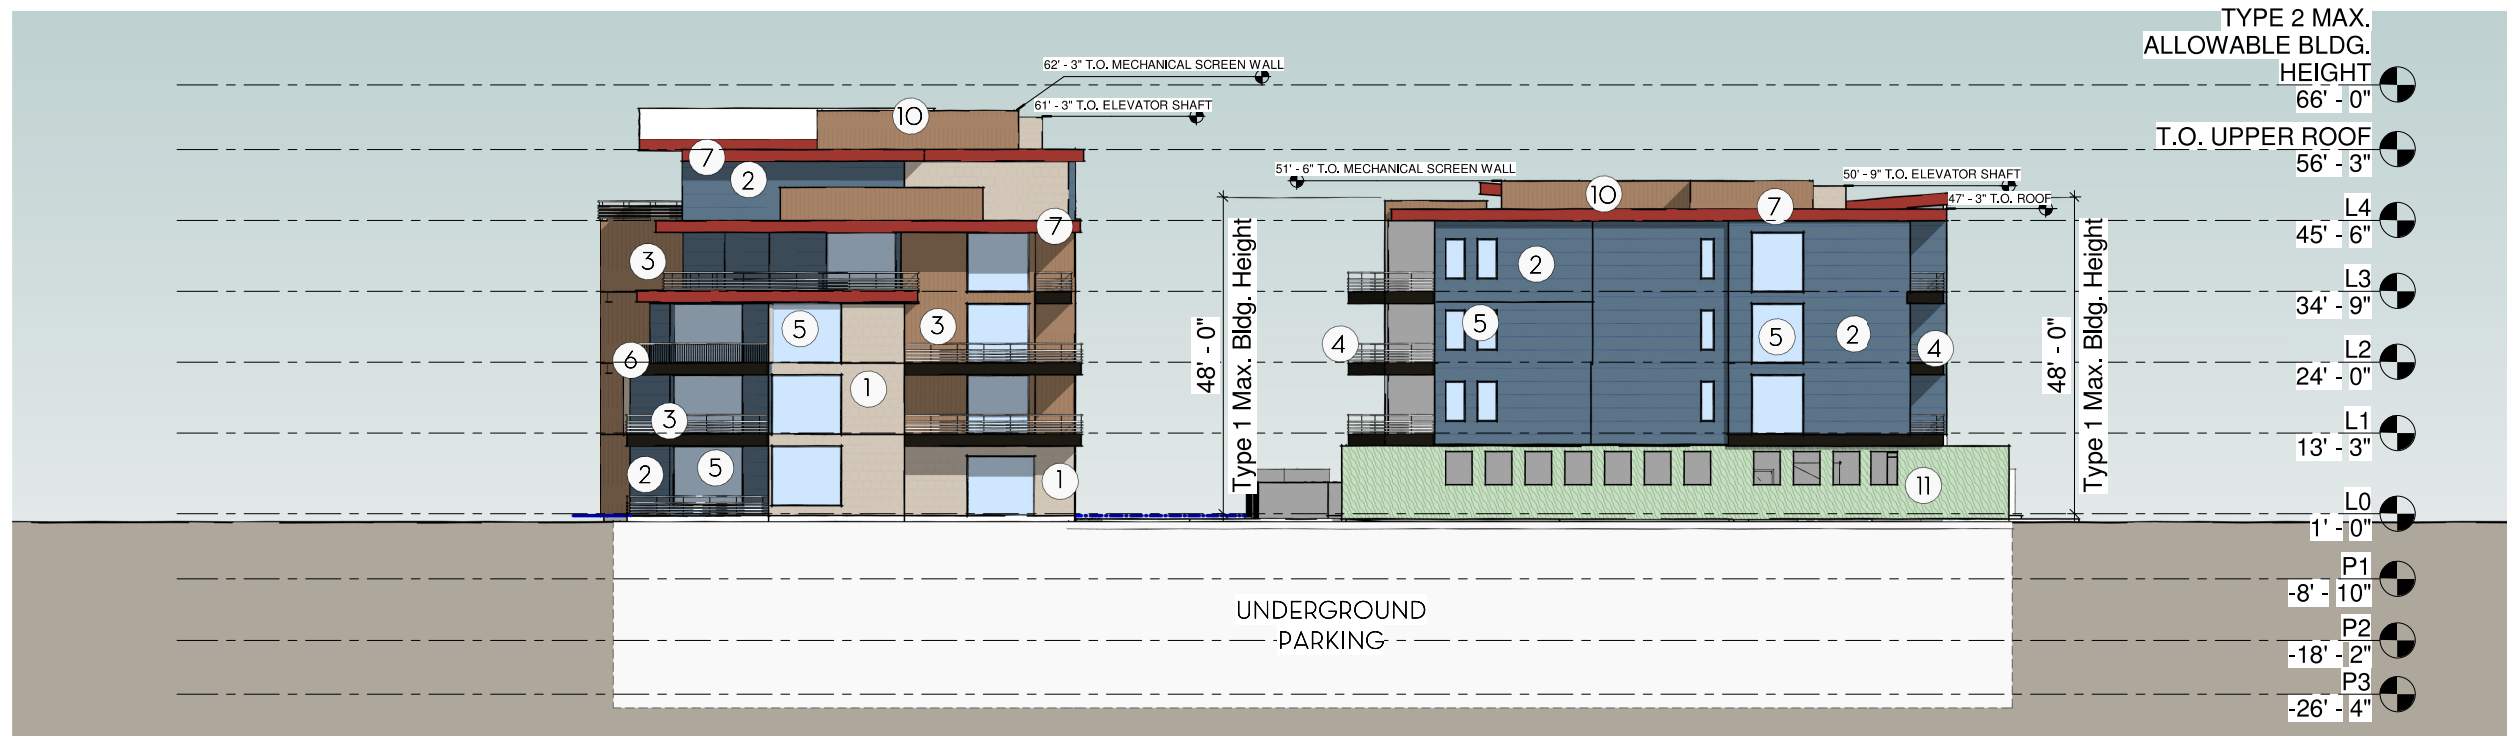 TYPE 2 MAX.
ALLOWABLE BLDG.
HEIGHT
66' - 0"
62' - 3" T.O. MECHANICAL SCREEN WALL
61' - 3" T.O. ELEVATOR SHAFT
10
T.O. UPPER ROOF
56' - 3"
7
2
51' - 6" T.O. MECHANICAL SCREEN WALL
50' - 9" T.O. ELEVATOR SHAFT
47' - 3" T.O. ROOF
10
7
7
L4
45' - 6"
3
2
L3
34' - 9"
5
3
5
5
2
4
4
6
L2
24' - 0"
1
3
L1
13' - 3"
2
5
1
11
48' - 0"
Type 1 Max. Bldg. Height
48' - 0"
Type 1 Max. Bldg. Height
L0
1' - 0"
P1
-8' - 10"
UNDERGROUND
PARKING
P2
-18' - 2"
P3
-26' - 4"